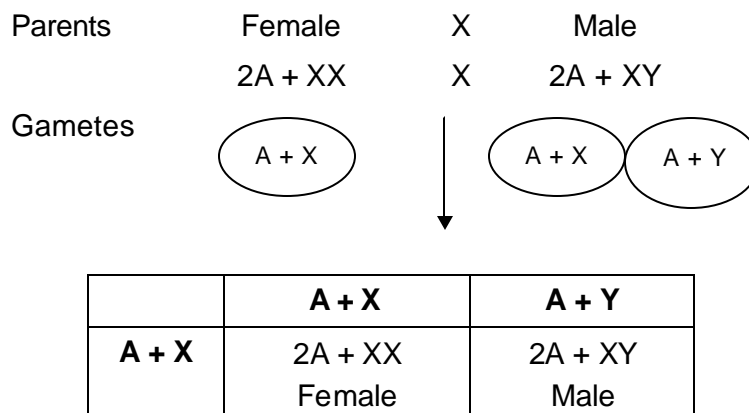 Parents Female X Male
2A + XX X 2A + XY
Gametes
A + X A + X A + Y
A + X A + Y
A + X 2A + XX 2A + XY
Female Male